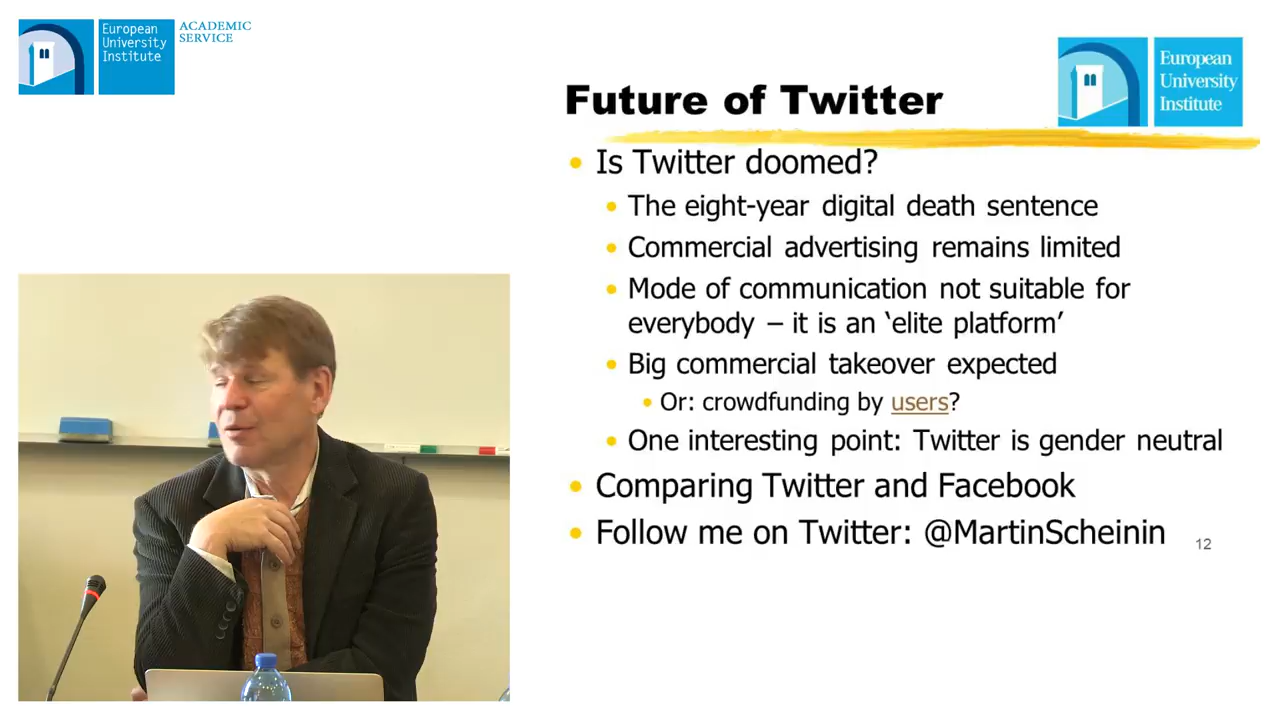 European
University
Institute
ACADEMIC
SERVICE
European
University
Institute
Future of Twitter
• Is Twitter doomed?
• The eight-year digital death sentence
• Commercial advertising remains limited
• Mode of communication not suitable for
everybody – it is an ‘elite platform’
• Big commercial takeover expected
• Or: crowdfunding by users?
• One interesting point: Twitter is gender neutral
• Comparing Twitter and Facebook
• Follow me on Twitter: @MartinScheinin
12